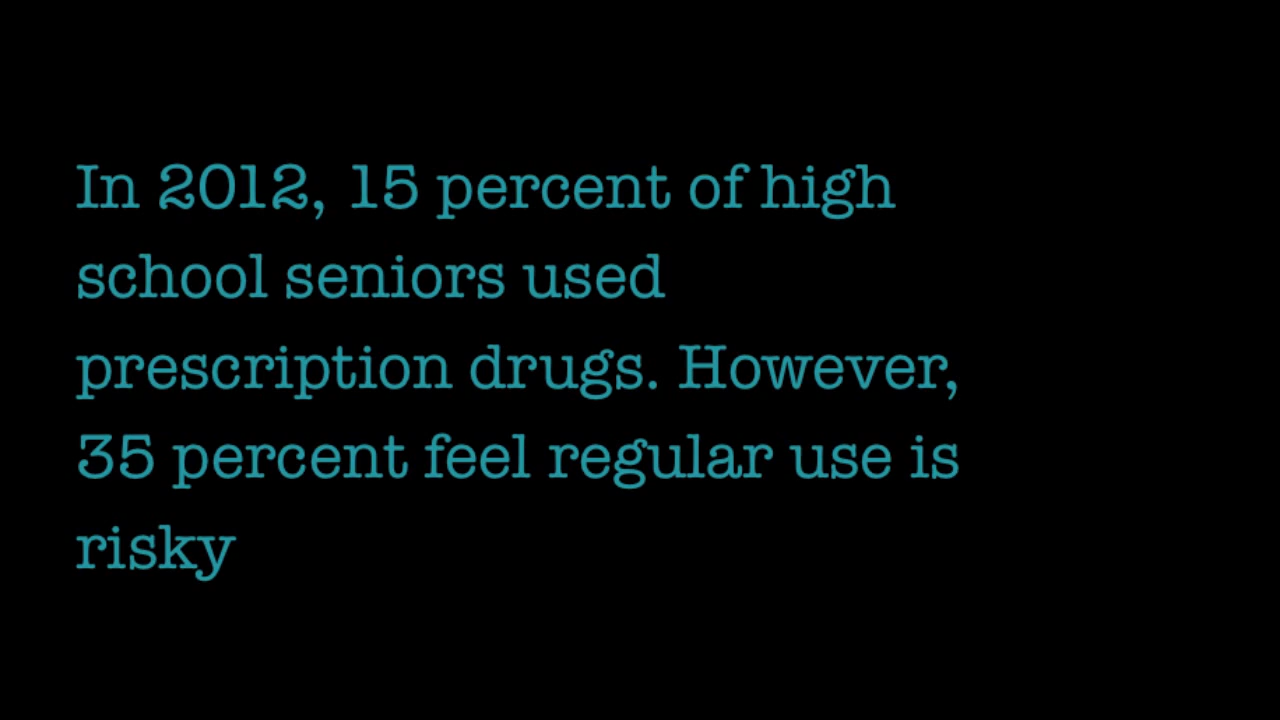 In 2012, 15 percent of high
school seniors used
prescription drugs. However,
35 percent feel regular use is
risky